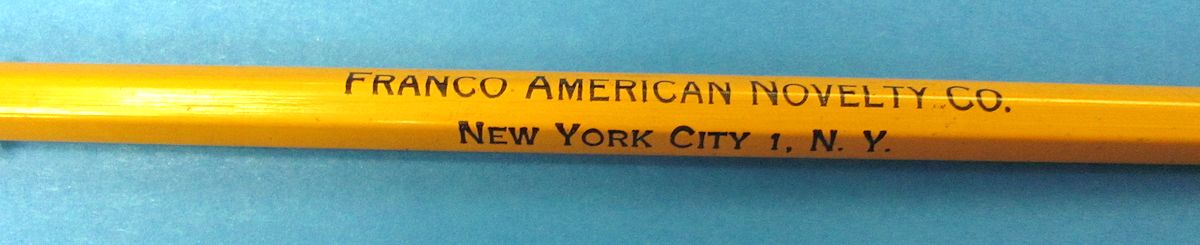 FRANCO AMERICAN NOVELTY CO.
NEW YORK CITY 1, N. Y.